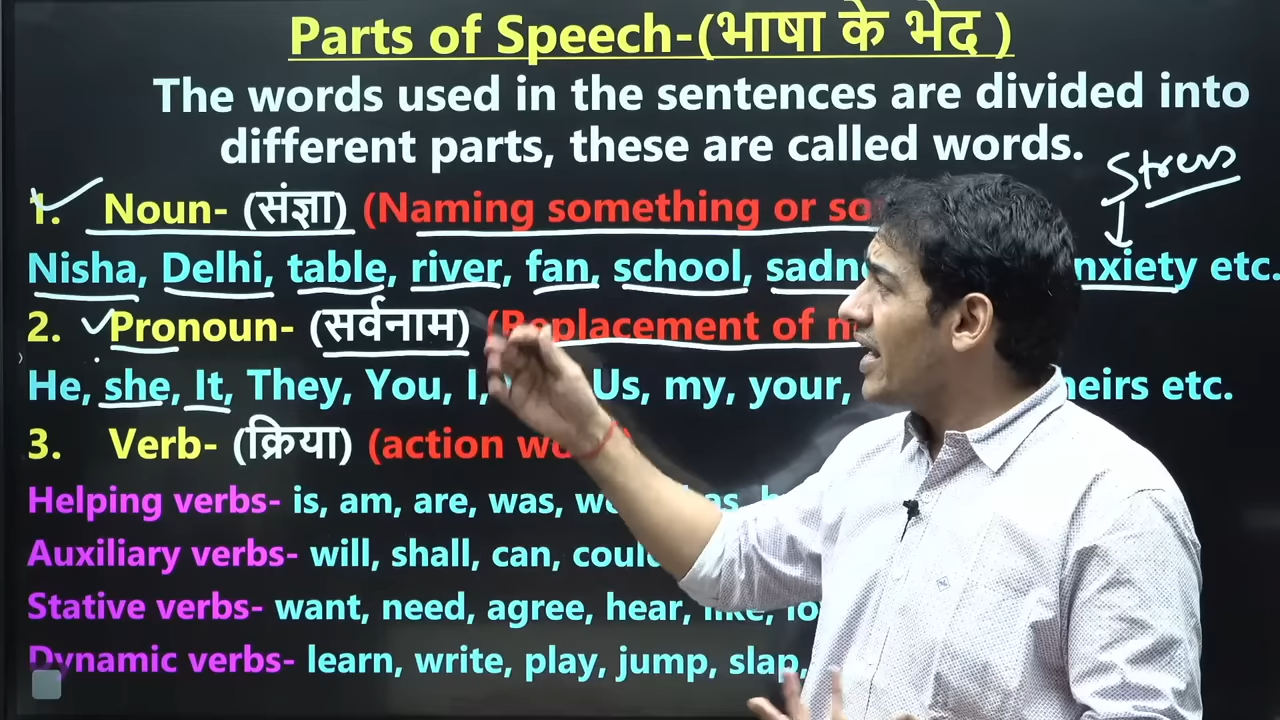 Parts of Speech-(भाषा के भेद )
The words used in the sentences are divided into
different parts, these are called words.
Stress
1. Noun- (संज्ञा) (Naming something or so
Nisha, Delhi, table, river, fan, school, sadn nxiety etc.
2. Pronoun- (सर्वनाम) (Replacement of n
He, she, It, They, You, I, Us, my, your, heirs etc.
3. Verb- (क्रिया) (action wo
Helping verbs- is, am, are, was, we has,
Auxiliary verbs- will, shall, can, coul
Stative verbs- want, need, agree, hear, like, lo
Dynamic verbs- learn, write, play, jump, slap,